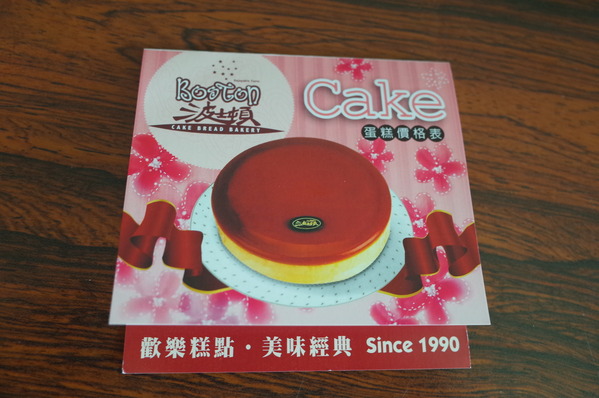 Boston
波士頓
CAKE BREAD BAKERY
Cake
蛋糕價格表
歡樂糕點・美味經典 Since 1990